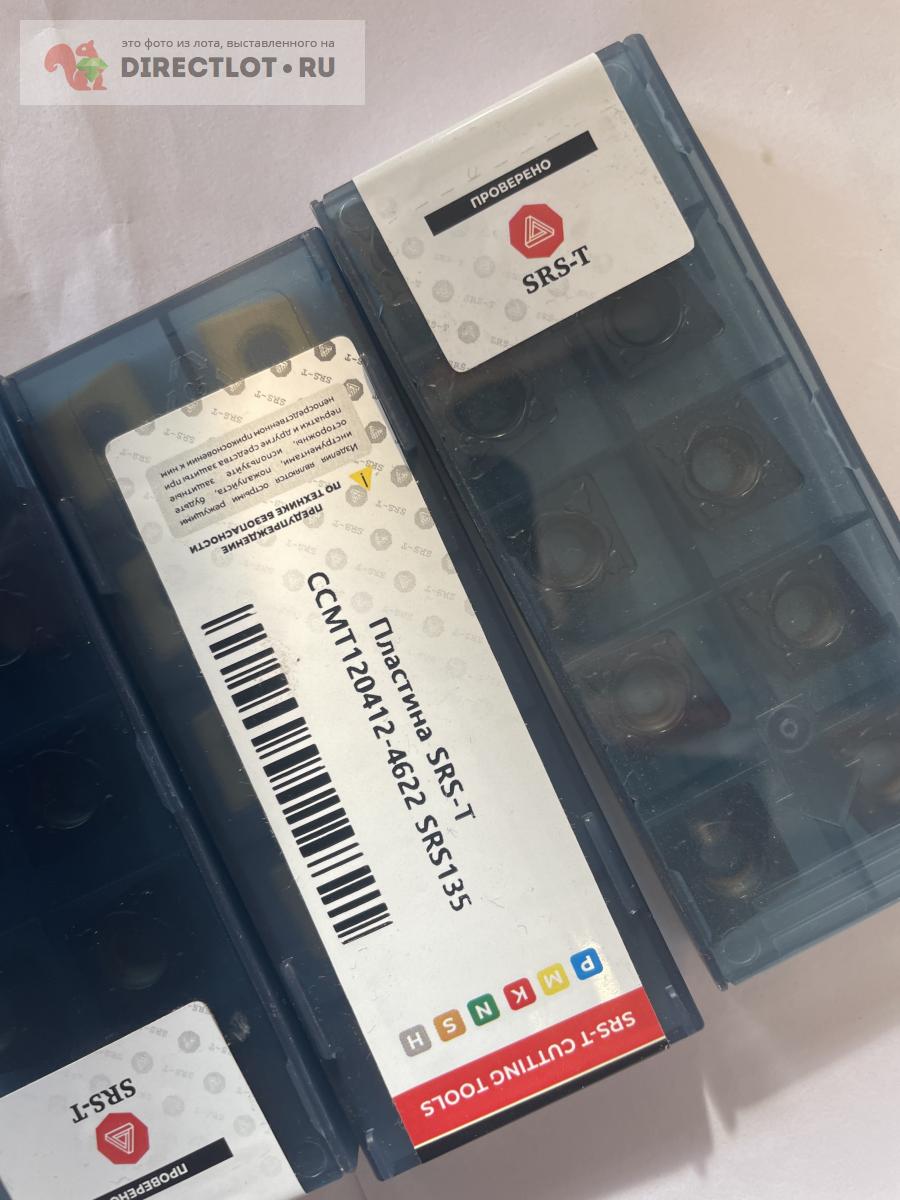 это фото из лота, выставленного на
DIRECTLOT•RU
ПРОВЕРЕНО
SRS-T
ПРЕДУПРЕЖДЕНИЕ
ПО ТЕХНИКЕ БЕЗОПАСНОСТИ
Изделия являются острыми режущими
инструментами, пожалуйста, будьте
осторожны, используйте защитные
перчатки и другие средства защиты при
непосредственном прикосновении к ним
Пластина SRS-T
CCMT120412-4622 SRS135
P M K N S H
SRS-T CUTTING TOOLS
SRS-T
ПРОВЕРЕНО